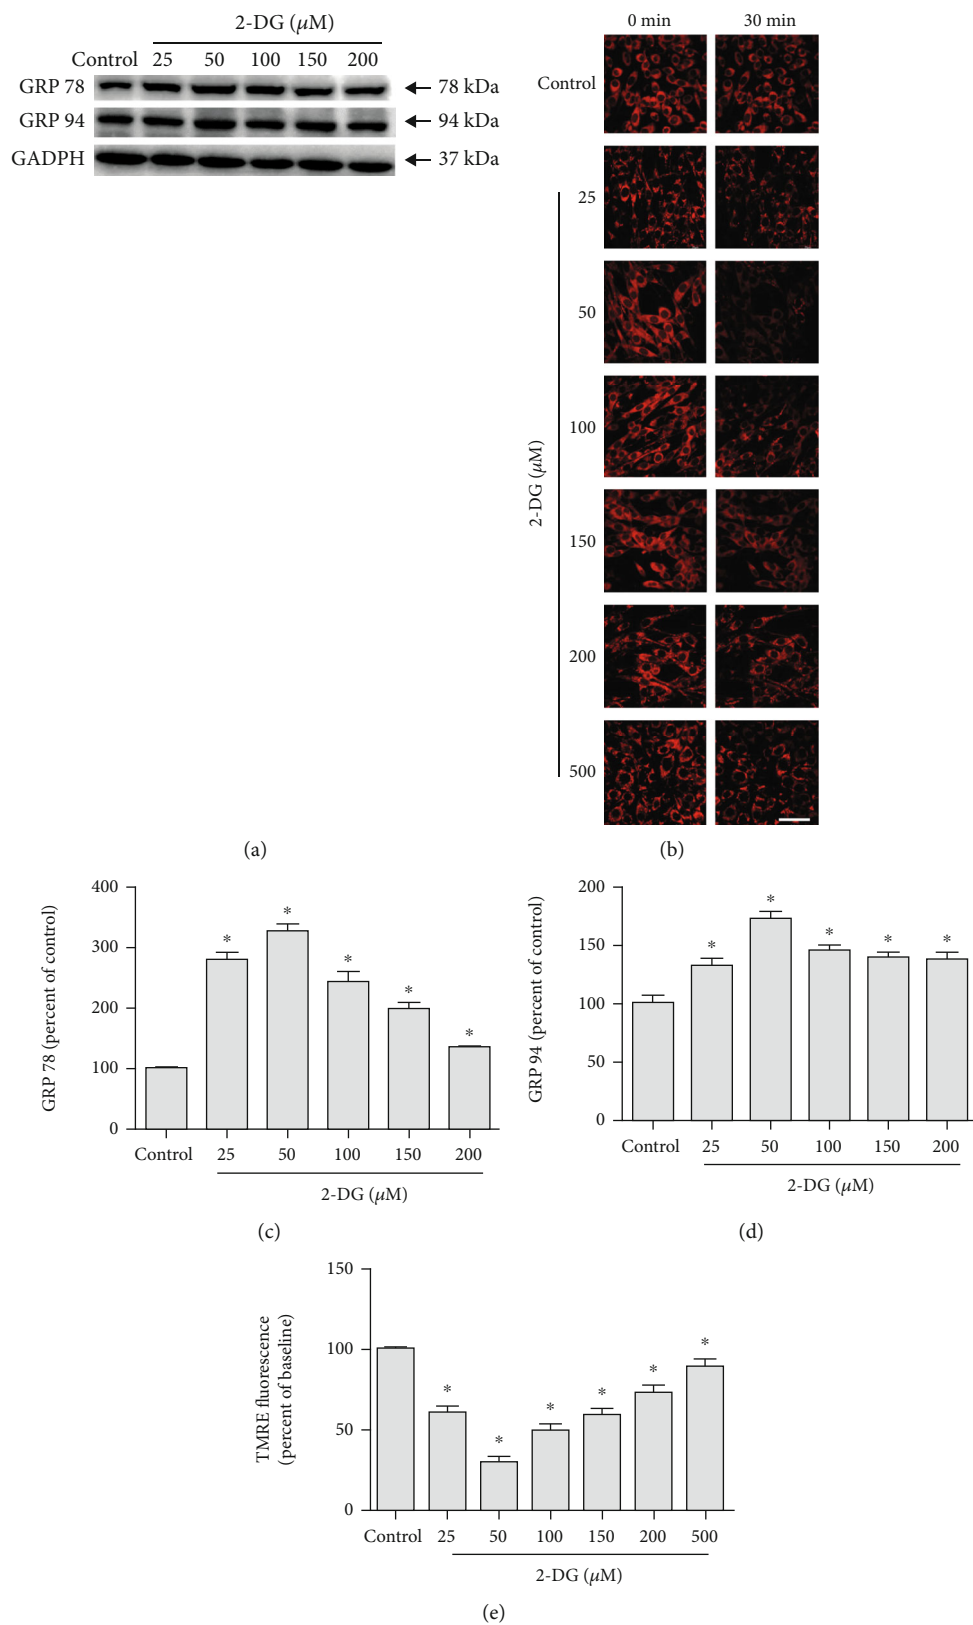 2-DG (μM)
Control 25 50 100 150 200
GRP 78 78 kDa
GRP 94 94 kDa
GADPH 37 kDa
(a)
0 min 30 min
Control
25
50
100
150
200
500
2-DG (μM)
(b)
GRP 78 (percent of control)
400
300
200
100
0
Control 25 50 100 150 200
2-DG (μM)
* * * * *
(c)
GRP 94 (percent of control)
200
150
100
50
0
Control 25 50 100 150 200
2-DG (μM)
* * * * *
(d)
TMRE fluorescence
(percent of baseline)
150
100
50
0
Control 25 50 100 150 200 500
2-DG (μM)
* * * * * *
(e)